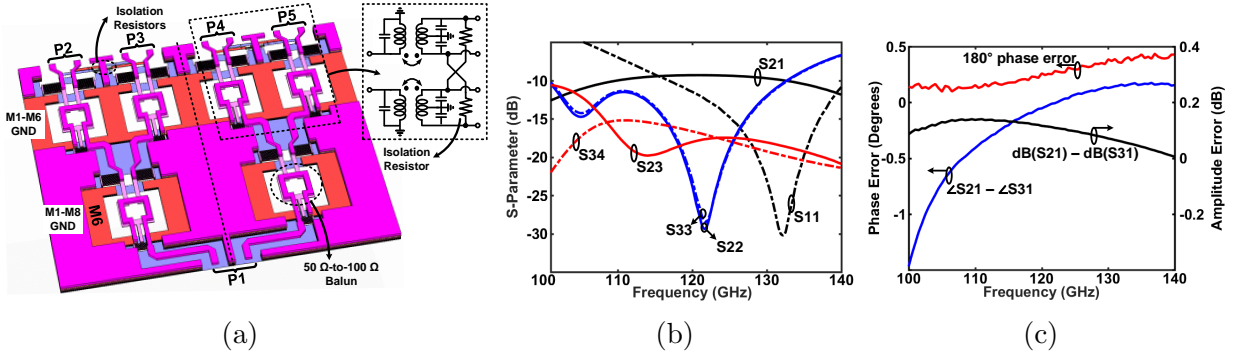 Isolation
Resistors
P2
P3
P4
P5
M1-M6
GND
M1-M8
GND
M6
P1
50 Ω-to-100 Ω
Balun
Isolation
Resistor
(a)
S-Parameter (dB)
-10
-15
-20
-25
-30
S21
S34
S23
S11
S33
S22
100
110
120
130
140
Frequency (GHz)
(b)
Phase Error (Degrees)
0.5
0
-0.5
-1
180° phase error
dB(S21) – dB(S31)
∠S21 – ∠S31
0.4
0.2
0
-0.2
Amplitude Error (dB)
100
110
120
130
40
Frequency (GHz)
(c)